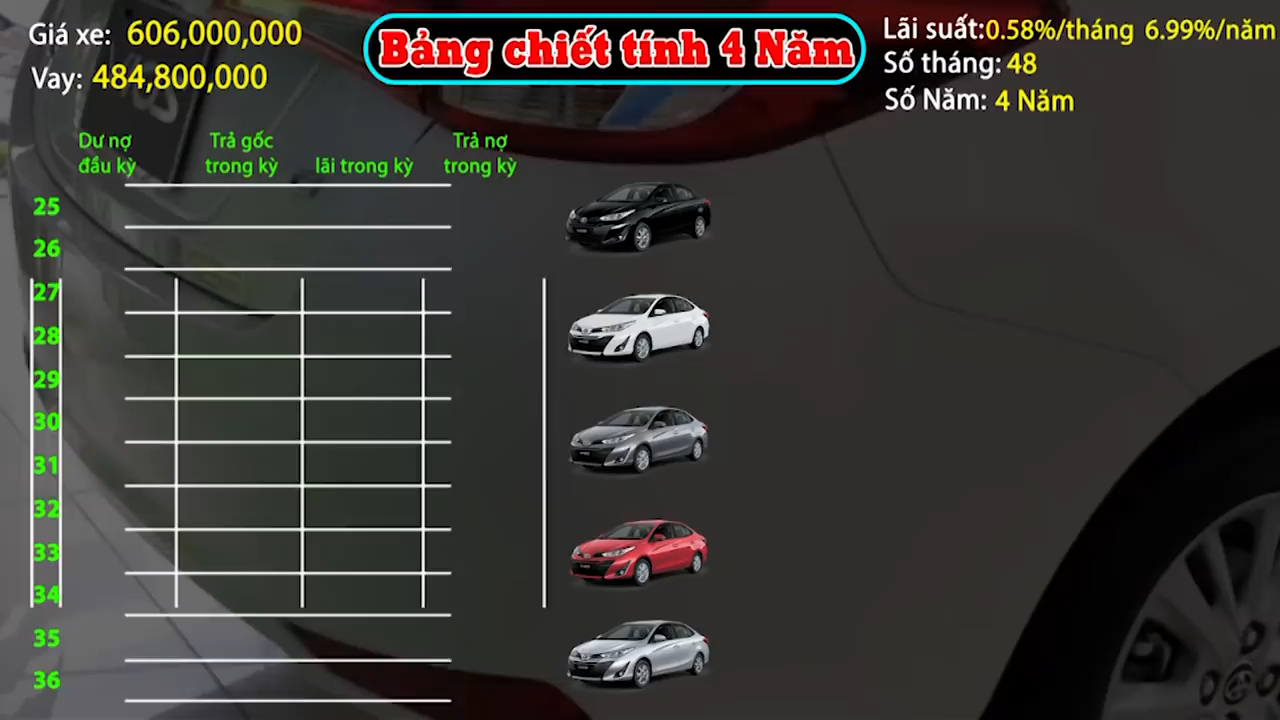 Giá xe: 606,000,000
Vay: 484,800,000
Bảng chiết tính 4 Năm
Lãi suất:0.58%/tháng 6.99%/năm
Số tháng: 48
Số Năm: 4 Năm
Dư nợ
đầu kỳ
Trả gốc
trong kỳ
lãi trong kỳ
Trả nợ
trong kỳ
25
26
27
28
29
30
31
32
33
34
35
36